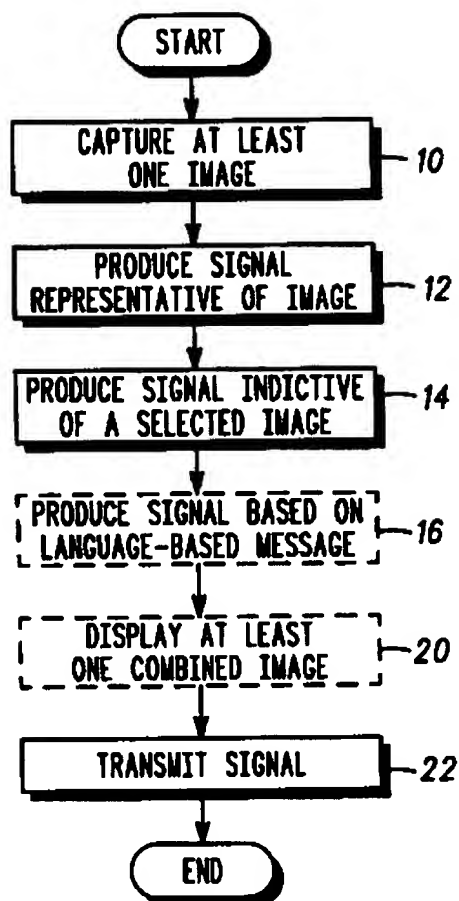 START
CAPTURE AT LEAST
ONE IMAGE
10
PRODUCE SIGNAL
REPRESENTATIVE OF IMAGE
12
PRODUCE SIGNAL INDICTIVE
OF A SELECTED IMAGE
14
PRODUCE SIGNAL BASED ON
LANGUAGE-BASED MESSAGE
16
DISPLAY AT LEAST
ONE COMBINED IMAGE
20
TRANSMIT SIGNAL
22
END